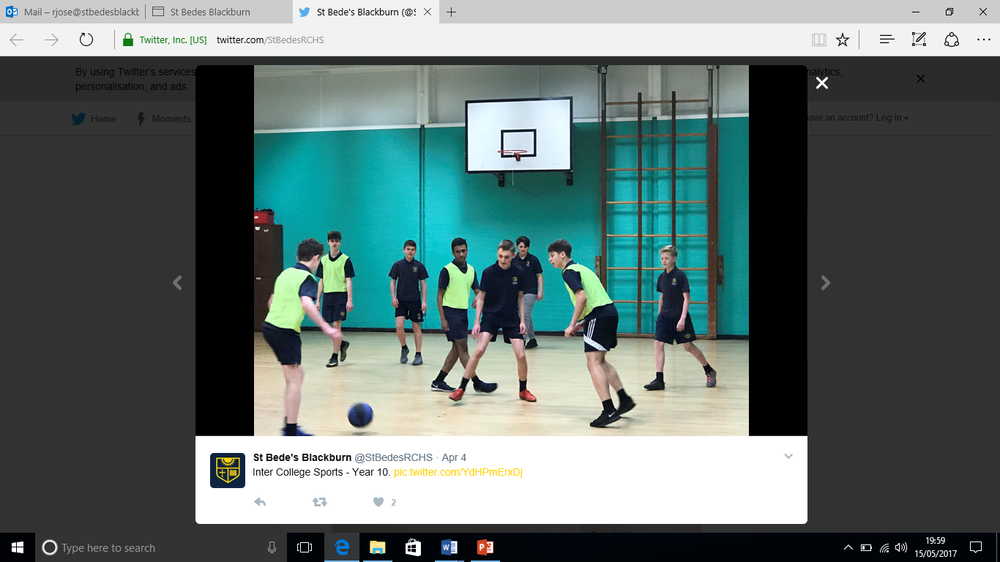 Mail – rjose@stbedesblackb
St Bedes Blackburn
St Bede's Blackburn (@S
Twitter, Inc. [US] twitter.com/StBedesRCHS
By using Twitter's services
nalytics,
personalisation, and ads.
Home
Moments
ave an account? Log in
St Bede's Blackburn @StBedesRCHS · Apr 4
Inter College Sports - Year 10. pic.twitter.com/YdHPmErxDj
2
Type here to search
19:59
15/05/2017